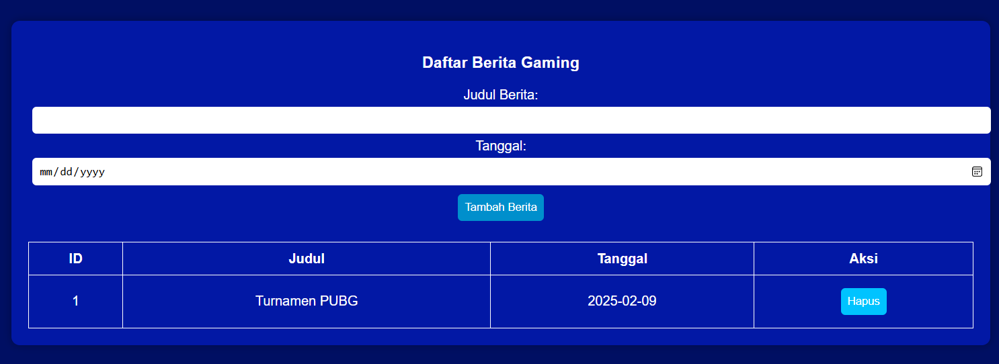 Daftar Berita Gaming
Judul Berita:
Tanggal:
mm/dd/yyyy
Tambah Berita
ID Judul Tanggal Aksi
1 Turnamen PUBG 2025-02-09 Hapus